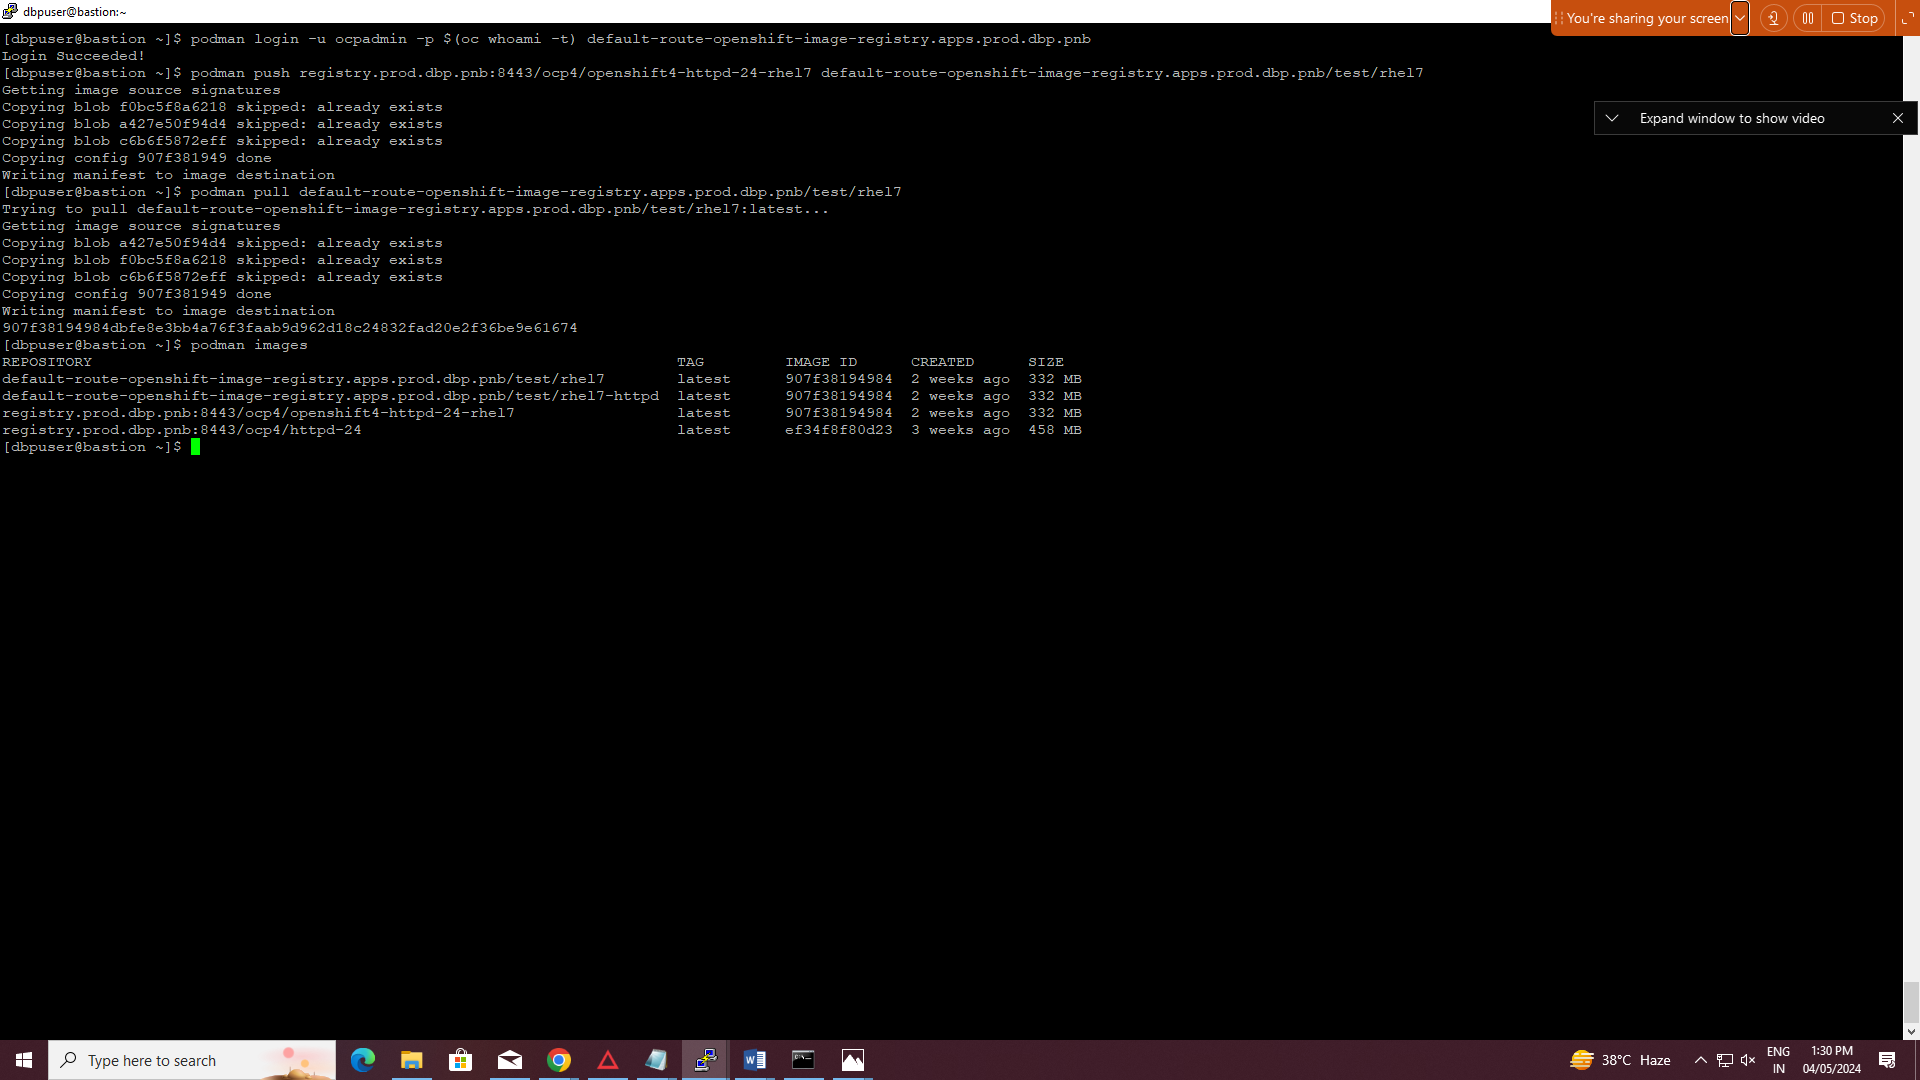 dbpuser@bastion:~
You're sharing your screen
Stop
[dbpuser@bastion ~]$ podman login -u ocpadmin -p $(oc whoami -t) default-route-openshift-image-registry.apps.prod.dbp.pnb
Login Succeeded!
[dbpuser@bastion ~]$ podman push registry.prod.dbp.pnb:8443/ocp4/openshift4-httpd-24-rhel7 default-route-openshift-image-registry.apps.prod.dbp.pnb/test/rhel7
Getting image source signatures
Copying blob f0bc5f8a6218 skipped: already exists
Copying blob a427e50f94d4 skipped: already exists
Expand window to show video
Copying blob c6b6f5872eff skipped: already exists
Copying config 907f381949 done
Writing manifest to image destination
[dbpuser@bastion ~]$ podman pull default-route-openshift-image-registry.apps.prod.dbp.pnb/test/rhel7
Trying to pull default-route-openshift-image-registry.apps.prod.dbp.pnb/test/rhel7:latest...
Getting image source signatures
Copying blob a427e50f94d4 skipped: already exists
Copying blob f0bc5f8a6218 skipped: already exists
Copying blob c6b6f5872eff skipped: already exists
Copying config 907f381949 done
Writing manifest to image destination
907f38194984dbfe8e3bb4a76f3faab9d962d18c24832fad20e2f36be9e61674
[dbpuser@bastion ~]$ podman images
REPOSITORY TAG IMAGE ID CREATED SIZE
default-route-openshift-image-registry.apps.prod.dbp.pnb/test/rhel7 latest 907f38194984 2 weeks ago 332 MB
default-route-openshift-image-registry.apps.prod.dbp.pnb/test/rhel7-httpd latest 907f38194984 2 weeks ago 332 MB
registry.prod.dbp.pnb:8443/ocp4/openshift4-httpd-24-rhel7 latest 907f38194984 2 weeks ago 332 MB
registry.prod.dbp.pnb:8443/ocp4/httpd-24 latest ef34f8f80d23 3 weeks ago 458 MB
[dbpuser@bastion ~]$
Type here to search
38°C Haze
ENG
IN
1:30 PM
04/05/2024